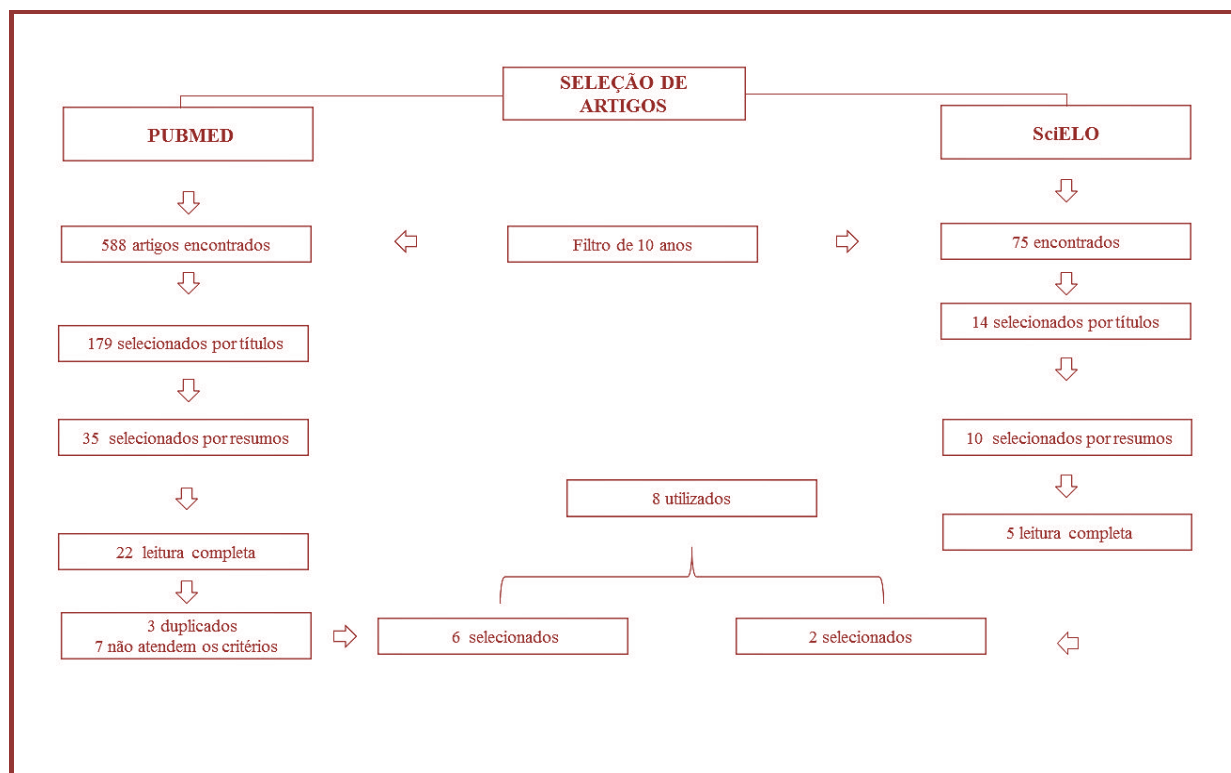 SELEÇÃO DE
ARTIGOS
PUBMED
SciELO
588 artigos encontrados
Filtro de 10 anos
75 encontrados
179 selecionados por títulos
14 selecionados por títulos
35 selecionados por resumos
10 selecionados por resumos
8 utilizados
22 leitura completa
5 leitura completa
3 duplicados
7 não atendem os critérios
6 selecionados
2 selecionados